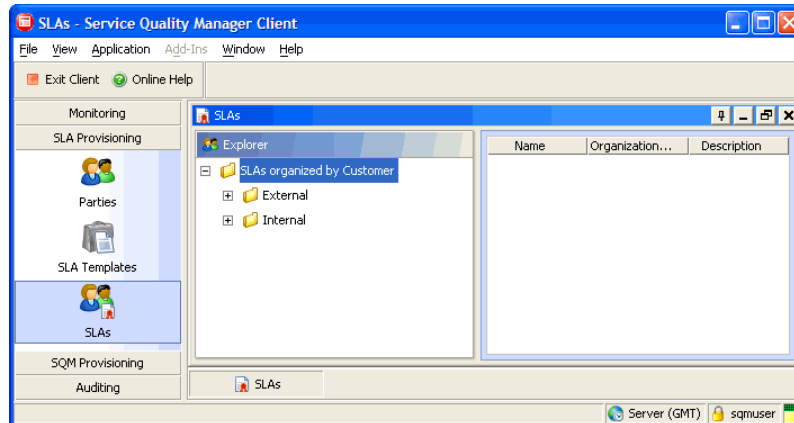 SLAs - Service Quality Manager Client
File View Application Add-Ins Window Help
Exit Client Online Help
Monitoring
SLA Provisioning
Parties
SLA Templates
SLAs
SQM Provisioning
Auditing
SLAs
Explorer
SLAs organized by Customer
External
Internal
Name Organization... Description
SLAs
Server (GMT) sqmuser